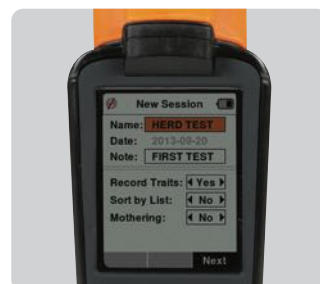 New Session
Name: HERD TEST
Date: 2013-09-20
Note: FIRST TEST
Record Traits: Yes
Sort by List: No
Mothering: No
Next